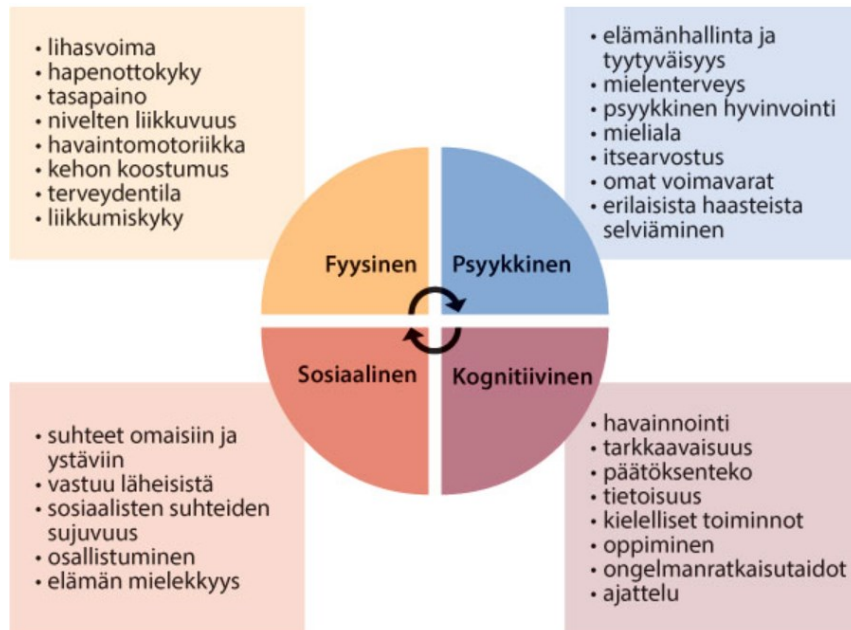 • lihasvoima
• hapenottokyky
• tasapaino
• nivelten liikkuvuus
• havaintomotoriikka
• kehon koostumus
• terveydentila
• liikkumiskyky
• elämänhallinta ja
tyytyväisyys
• mielenterveys
• psyykkinen hyvinvointi
• mieliala
• itsearvostus
• omat voimavarat
• erilaisista haasteista
selviäminen
Fyysinen
Psyykkinen
Sosiaalinen
Kognitiivinen
• suhteet omaisiin ja
ystäviin
• vastuu läheisistä
• sosiaalisten suhteiden
sujuvuus
• osallistuminen
• elämän mielekkyys
• havainnointi
• tarkkaavaisuus
• päätöksenteko
• tietoisuus
• kielelliset toiminnot
• oppiminen
• ongelmanratkaisutaidot
• ajattelu